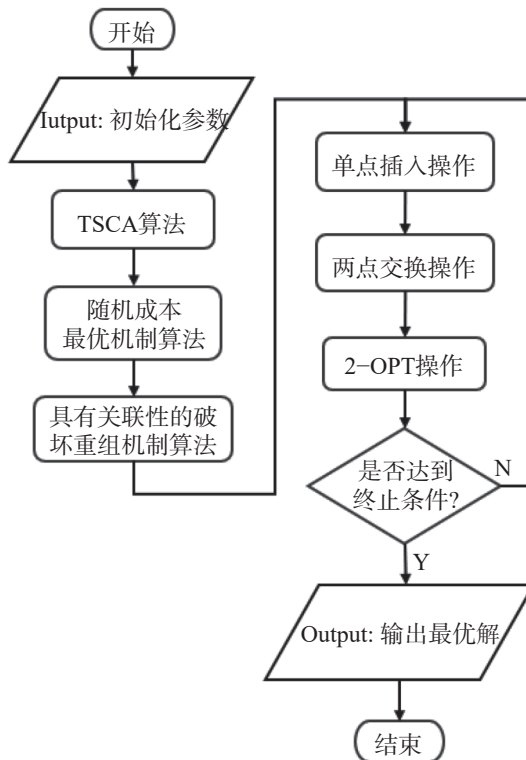 开始
Iutput: 初始化参数
TSCA算法
随机成本
最优机制算法
具有关联性的破
坏重组机制算法
单点插入操作
两点交换操作
2−OPT操作
是否达到
终止条件?
N
Y
Output: 输出最优解
结束